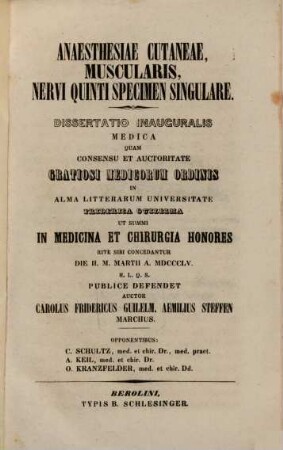 ANAESTHESIAE CUTANEAE,
MUSCULARIS,
NERVI QUINTI SPECIMEN SINGULARE.
DISSERTATIO INAUGURALIS
MEDICA
QUAM
CONSENSU ET AUCTORITATE
GRATIOSI MEDICORUM ORDINIS
IN
ALMA LITTERARUM UNIVERSITATE
FRIDERICA GUILELMA
UT SUMMI
IN MEDICINA ET CHIRURGIA HONORES
RITE SIBI CONCEDANTUR
DIE H. M. MARTII A. MDCCCLV.
H. L. Q. S.
PUBLICE DEFENDET
AUCTOR
CAROLUS FRIDERICUS GUILELM. AEMILIUS STEFFEN
MARCHUS.
OPPONENTIBUS:
C. SCHULTZ, med. et chir. Dr., med. pract.
A. KEIL, med. et chir. Dr.
O. KRANZFELDER, med. et chir. Dd.
BEROLINI,
TYPIS B. SCHLESINGER.